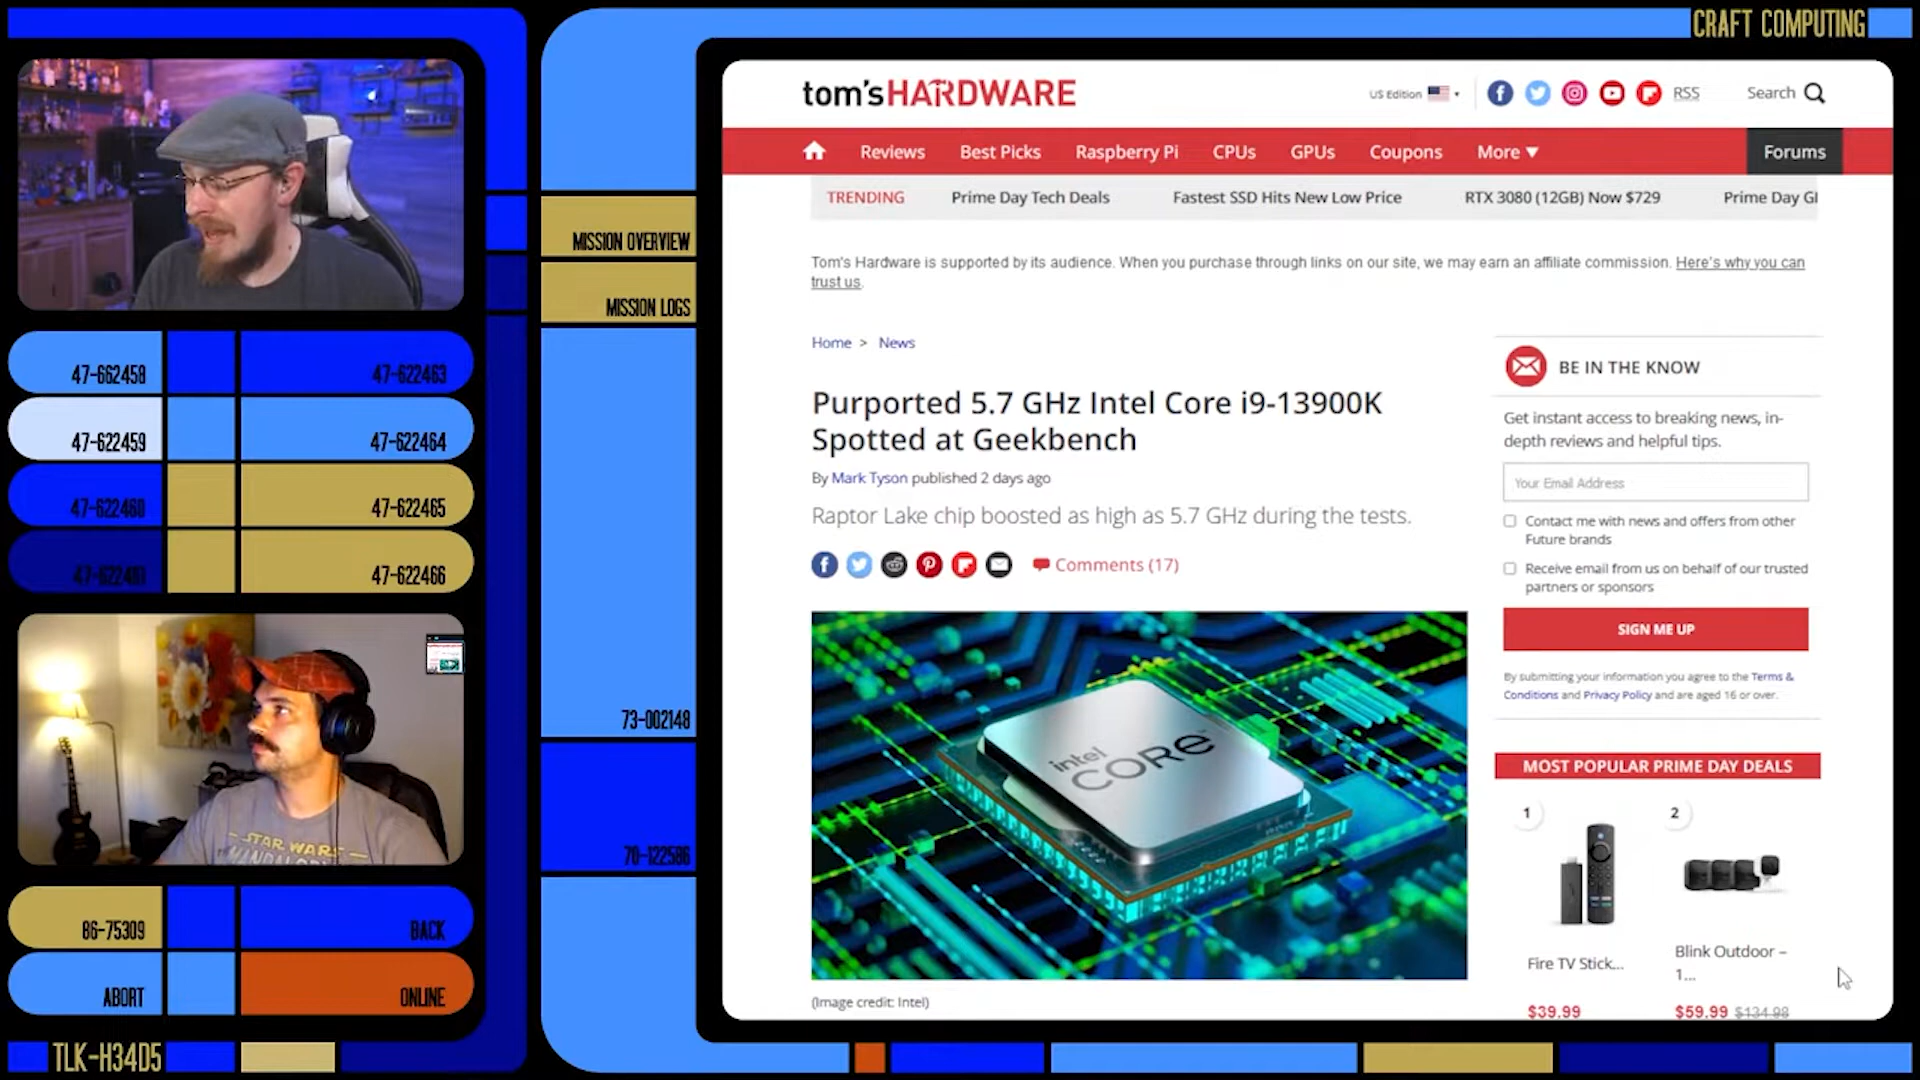 CRAFT COMPUTING
47-662458
47-622463
47-622459
47-622464
47-622460
47-622465
47-622466
STAR WARS
86-75309
BACK
ABORT
ONLINE
TLK-H34D5
MISSION OVERVIEW
MISSION LOGS
73-002148
70-122586
tom'sHARDWARE
US Edition
RSS
Search
Reviews
Best Picks
Raspberry Pi
CPUs
GPUs
Coupons
More
Forums
TRENDING
Prime Day Tech Deals
Fastest SSD Hits New Low Price
RTX 3080 (12GB) Now $729
Prime Day
Tom's Hardware is supported by its audience. When you purchase through links on our site, we may earn an affiliate commission. Here's why you can
trust us.
Home > News
Purported 5.7 GHz Intel Core i9-13900K
Spotted at Geekbench
By Mark Tyson published 2 days ago
Raptor Lake chip boosted as high as 5.7 GHz during the tests.
Comments (17)
intel
CORE
(Image credit: Intel)
BE IN THE KNOW
Get instant access to breaking news, in-
depth reviews and helpful tips.
Your Email Address
Contact me with news and offers from other
Future brands
Receive email from us on behalf of our trusted
partners or sponsors
SIGN ME UP
By submitting your information you agree to the Terms &
Conditions and Privacy Policy and are aged 16 or over.
MOST POPULAR PRIME DAY DEALS
1
2
Fire TV Stick...
Blink Outdoor –
1...
$39.99
$59.99 $134.98